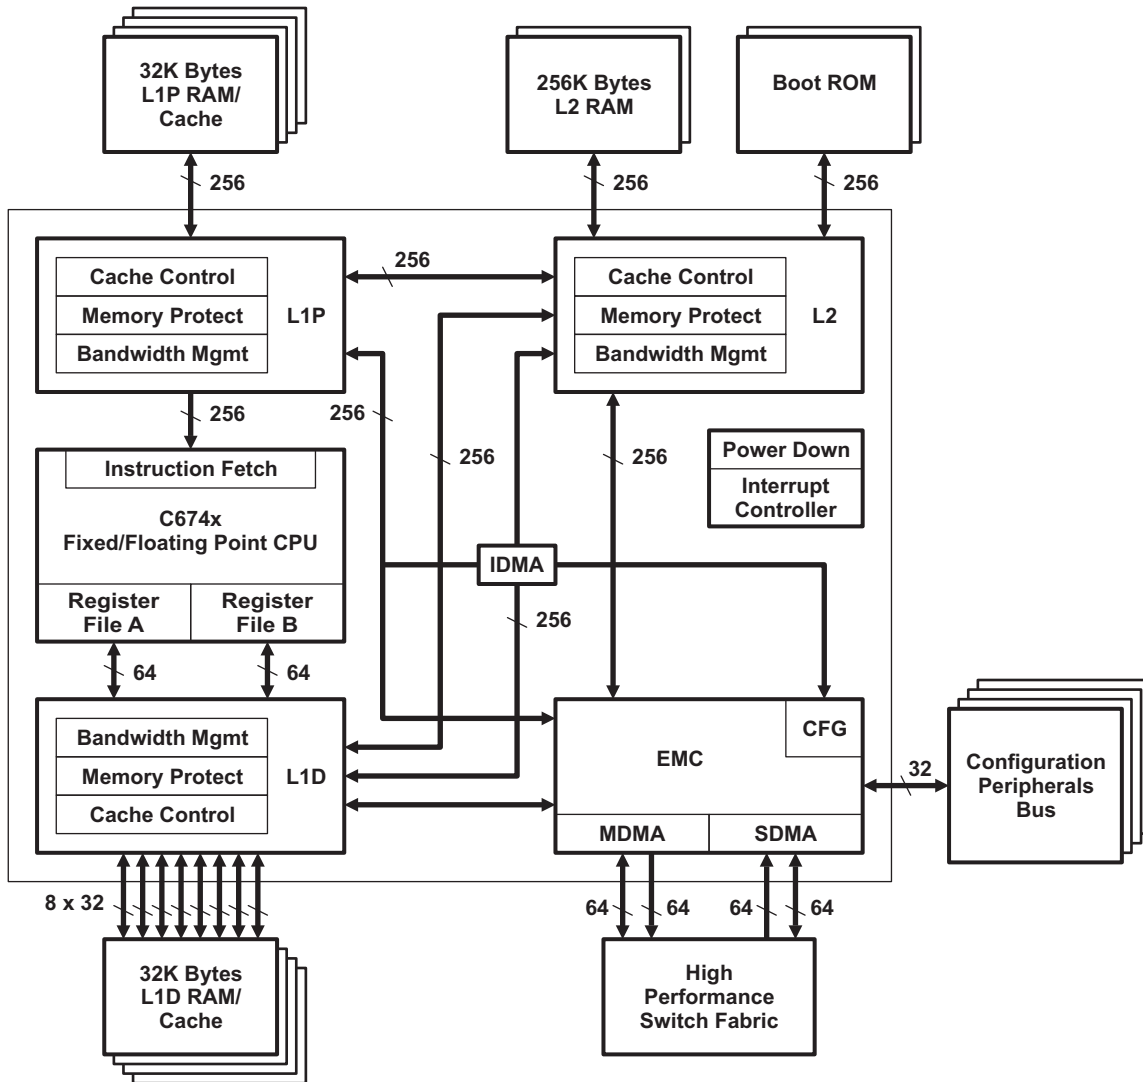 32K Bytes
L1P RAM/
Cache
256K Bytes
L2 RAM
Boot ROM
256
256
256
Cache Control
Memory Protect
Bandwidth Mgmt
L1P
256
Cache Control
Memory Protect
Bandwidth Mgmt
L2
256
256
256
256
Instruction Fetch
C674x
Fixed/Floating Point CPU
Register
File A
Register
File B
Power Down
Interrupt
Controller
IDMA
256
64
64
Bandwidth Mgmt
Memory Protect
Cache Control
L1D
EMC
CFG
MDMA
SDMA
32
Configuration
Peripherals
Bus
8 x 32
64
64
64
64
32K Bytes
L1D RAM/
Cache
High
Performance
Switch Fabric